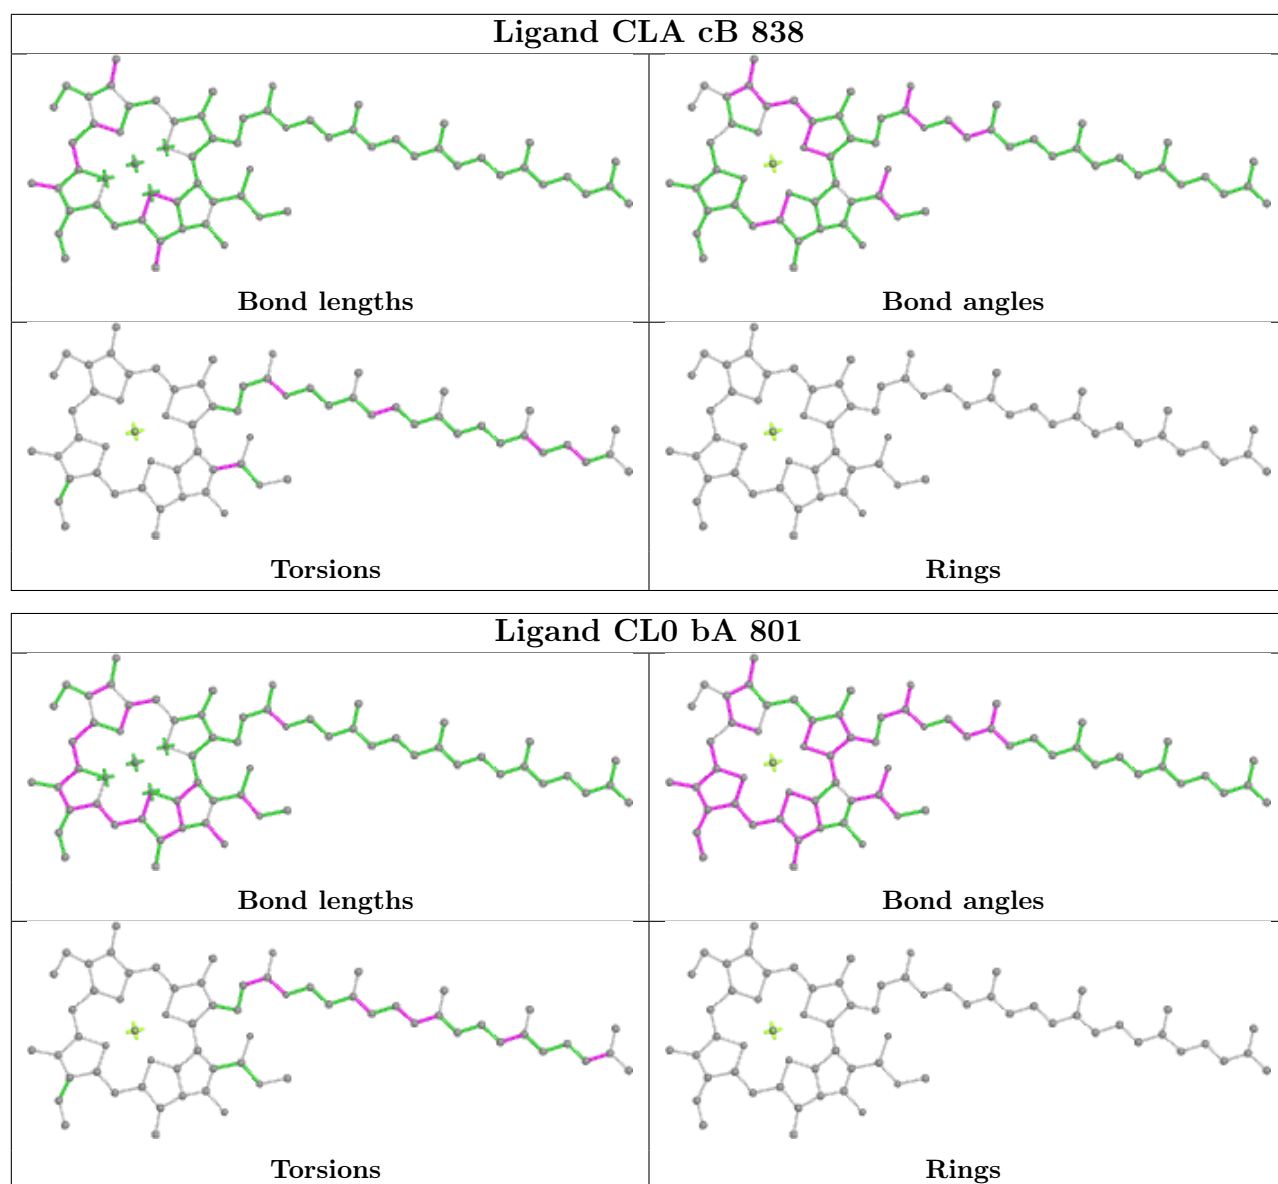 Ligand CLA cB 838
Bond lengths
Bond angles
Torsions
Rings
Ligand CL0 bA 801
Bond lengths
Bond angles
Torsions
Rings